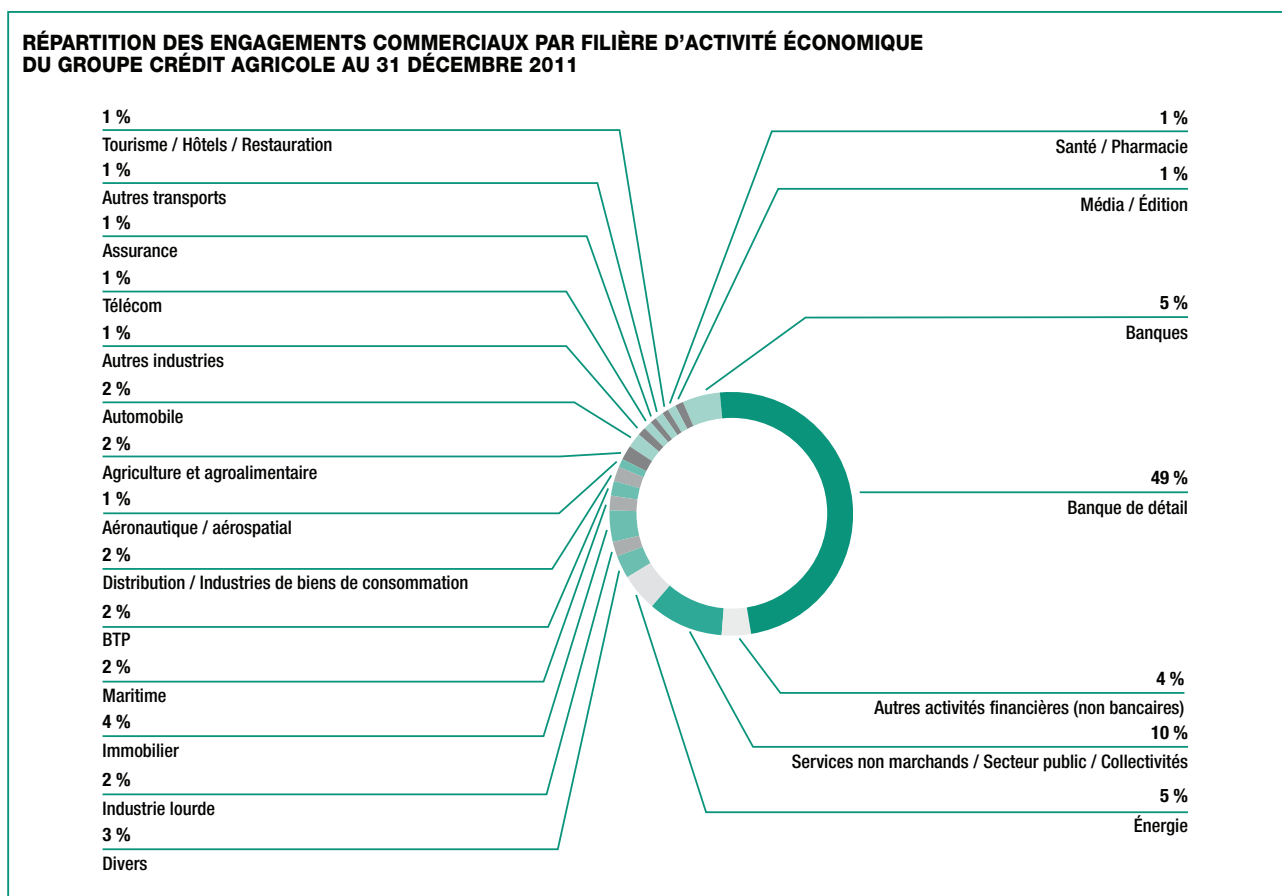 RÉPARTITION DES ENGAGEMENTS COMMERCIAUX PAR FILIÈRE D'ACTIVITÉ ÉCONOMIQUE
DU GROUPE CRÉDIT AGRICOLE AU 31 DÉCEMBRE 2011
1 %
Tourisme / Hôtels / Restauration
1 %
Autres transports
1 %
Assurance
1 %
Télécom
1 %
Autres industries
2 %
Automobile
2 %
Agriculture et agroalimentaire
1 %
Aéronautique / aérospatial
2 %
Distribution / Industries de biens de consommation
2 %
BTP
2 %
Maritime
4 %
Immobilier
2 %
Industrie lourde
3 %
Divers
1 %
Santé / Pharmacie
1 %
Média / Édition
5 %
Banques
49 %
Banque de détail
4 %
Autres activités financières (non bancaires)
10 %
Services non marchands / Secteur public / Collectivités
5 %
Énergie